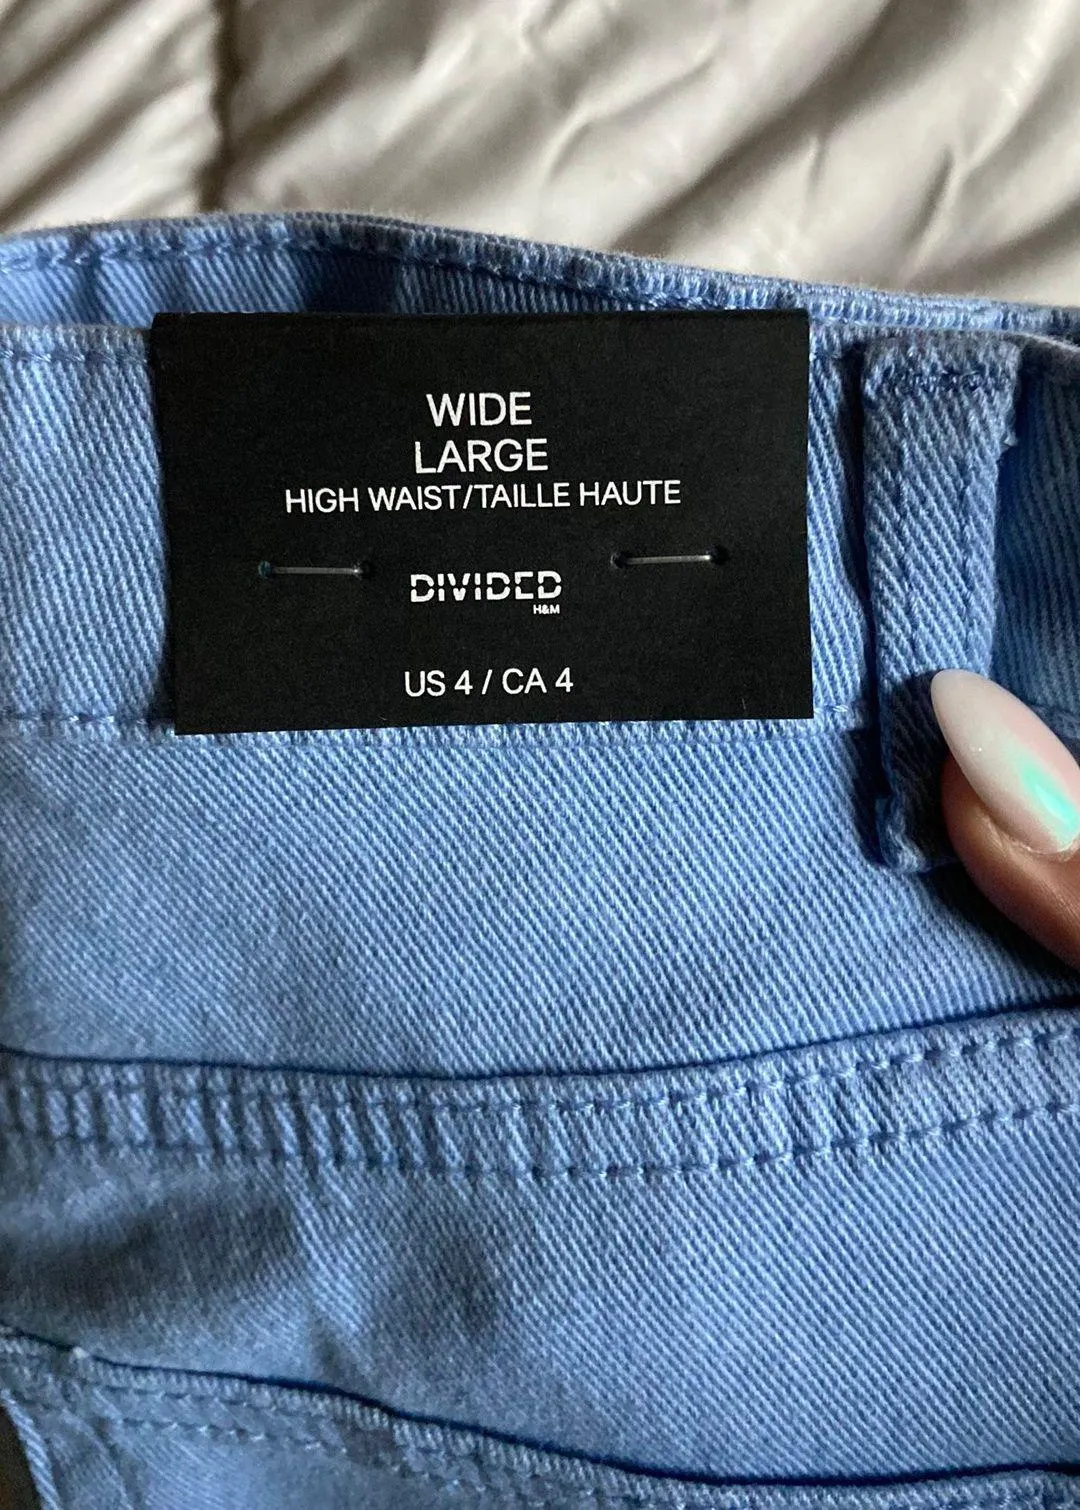 WIDE
LARGE
HIGH WAIST/TAILLE HAUTE
DIVIDED
H&M
US 4 / CA 4